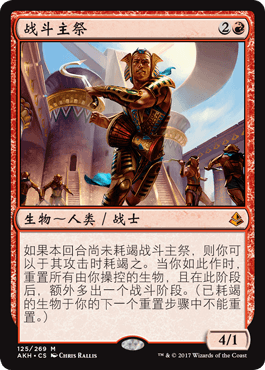 战斗主祭 2
生物~人类 / 战士
如果本回合尚未耗竭战斗主祭，则你可
以于其攻击时耗竭之。当你如此作时，
重置所有由你操控的生物，且在此阶段
后，额外多出一个战斗阶段。（已耗竭
的生物于你的下一个重置步骤中不能重
置。）
4/1
125/269 M
AKH • CS CHRIS RALLIS
™ & © 2017 Wizards of the Coast